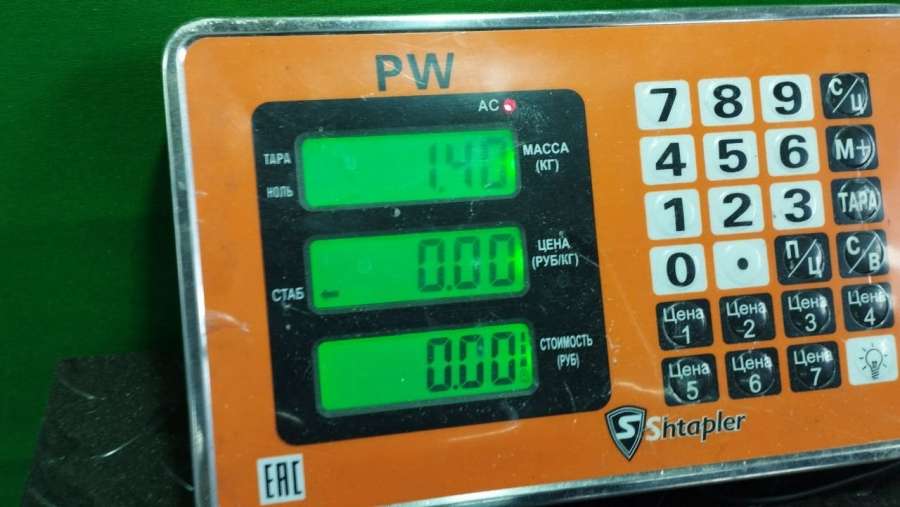 PW
AC
ТАРА
НОЛЬ
1.40
МАССА
(КГ)
СТАБ
0.00
ЦЕНА
(РУБ/КГ)
0.00
СТОИМОСТЬ
(РУБ)
7 8 9 С/Ц
4 5 6 М+
1 2 3 ТАРА
0 . П/Ц С/В
Цена 1 Цена 2 Цена 3 Цена 4
Цена 5 Цена 6 Цена 7
S Shtapler
EAC